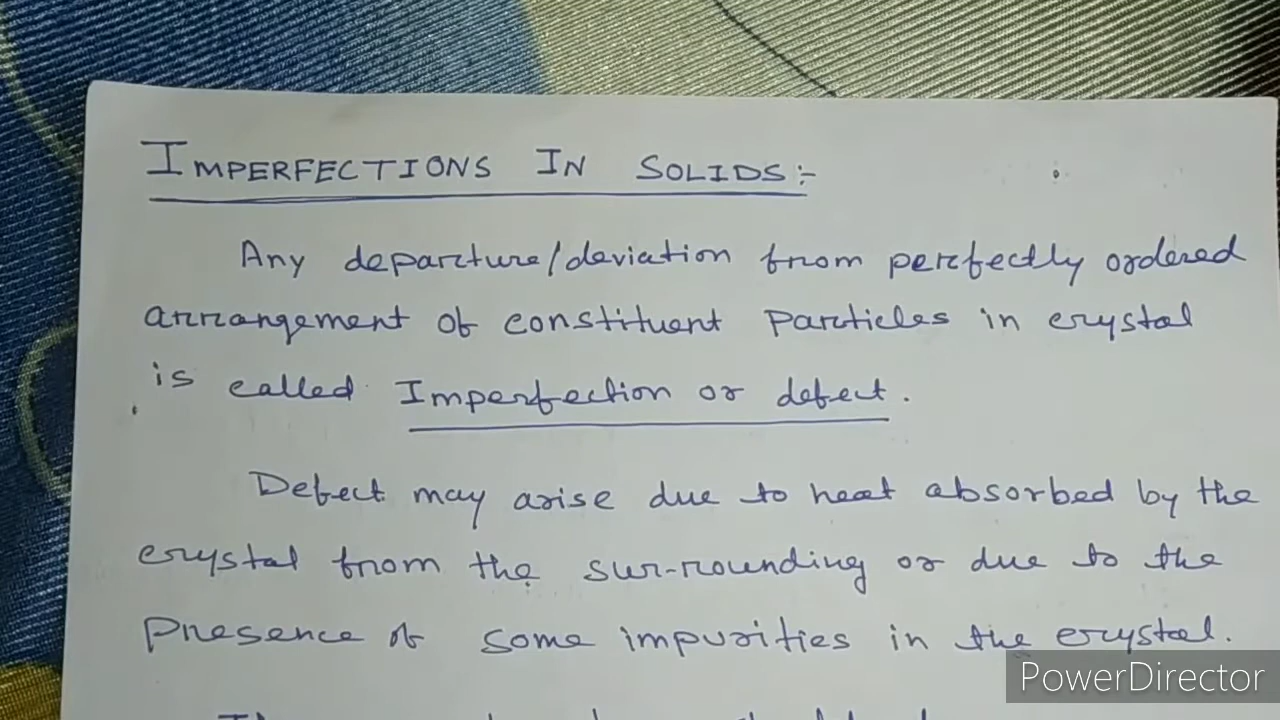 IMPERFECTIONS IN SOLIDS:-
Any departure/deviation from perfectly ordered
arrangement of constituent particles in crystal
is called Imperfection or defect.
Defect may arise due to heat absorbed by the
crystal from the sur-rounding or due to the
Presence of some impurities in the crystal.
PowerDirector